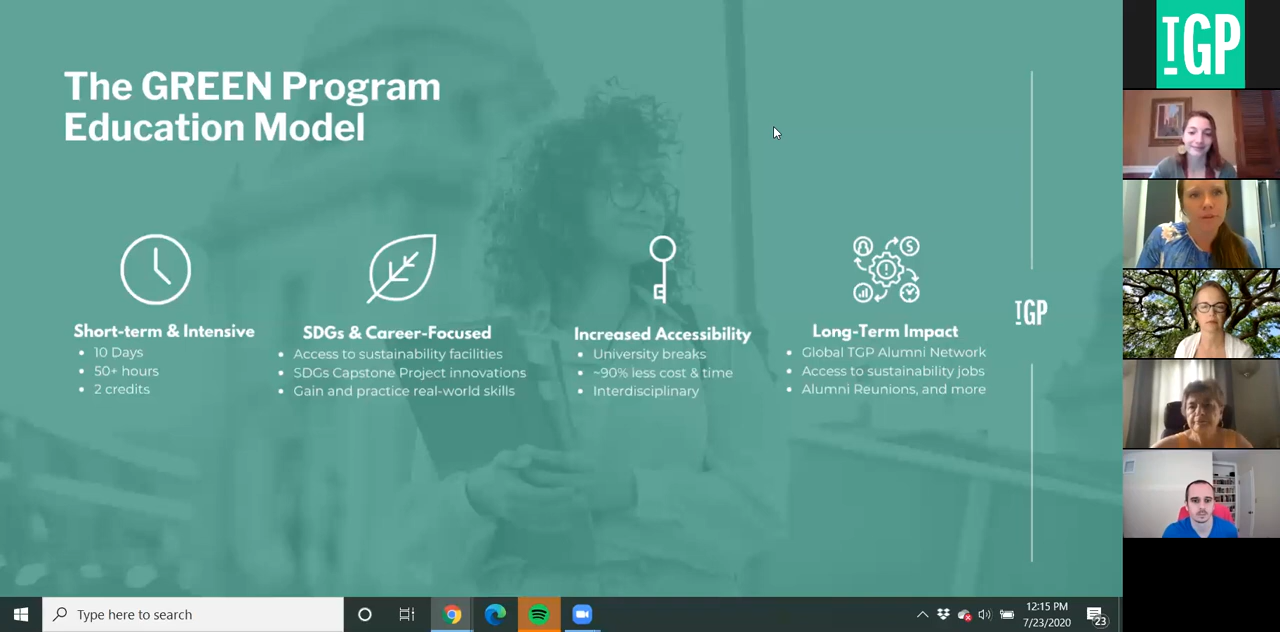 The GREEN Program
Education Model
Short-term & Intensive
10 Days
50+ hours
2 credits
SDGs & Career-Focused
Access to sustainability facilities
SDGs Capstone Project innovations
Gain and practice real-world skills
Increased Accessibility
University breaks
~90% less cost & time
Interdisciplinary
Long-Term Impact
Global TGP Alumni Network
Access to sustainability jobs
Alumni Reunions, and more
TGP
TGP
Type here to search
12:15 PM
7/23/2020
23